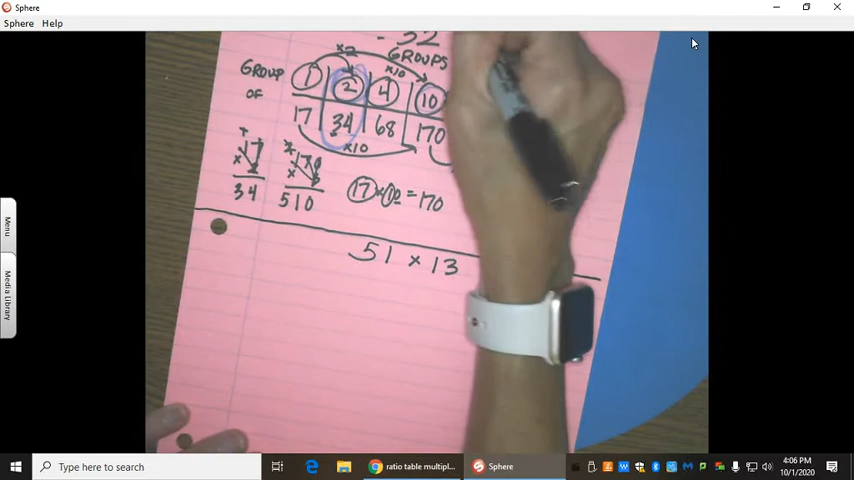 Sphere
Sphere Help
- 32
GROUPS
×2
×10
GROUP 1 2 4 10
OF 17 34 68 170
×10
17 170 17 × 10 = 170
× 2 ×
34 510
51 × 13
Menu
Media Library
Type here to search
ratio table multipl...
Sphere
4:06 PM
10/1/2020